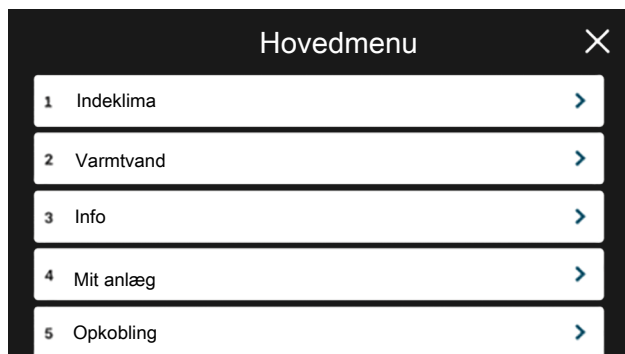 Hovedmenu
1 Indeklima
2 Varmtvand
3 Info
4 Mit anlæg
5 Opkobling